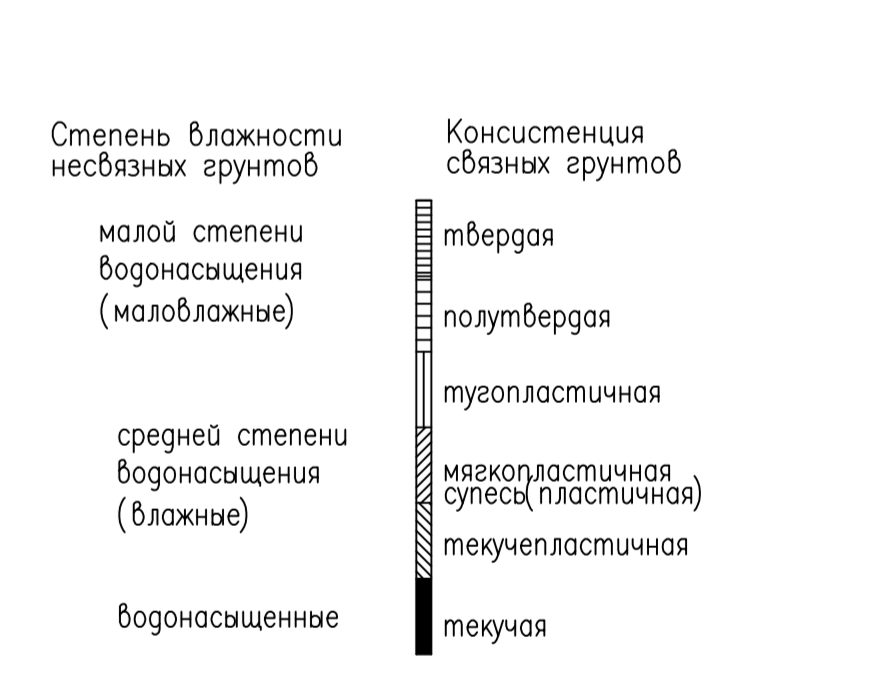 Степень влажности
несвязных грунтов
малой степени
водонасыщения
(маловлажные)
средней степени
водонасыщения
(влажные)
водонасыщенные
Консистенция
связных грунтов
твердая
полутвердая
тугопластичная
мягкопластичная
супесь(пластичная)
текучепластичная
текучая